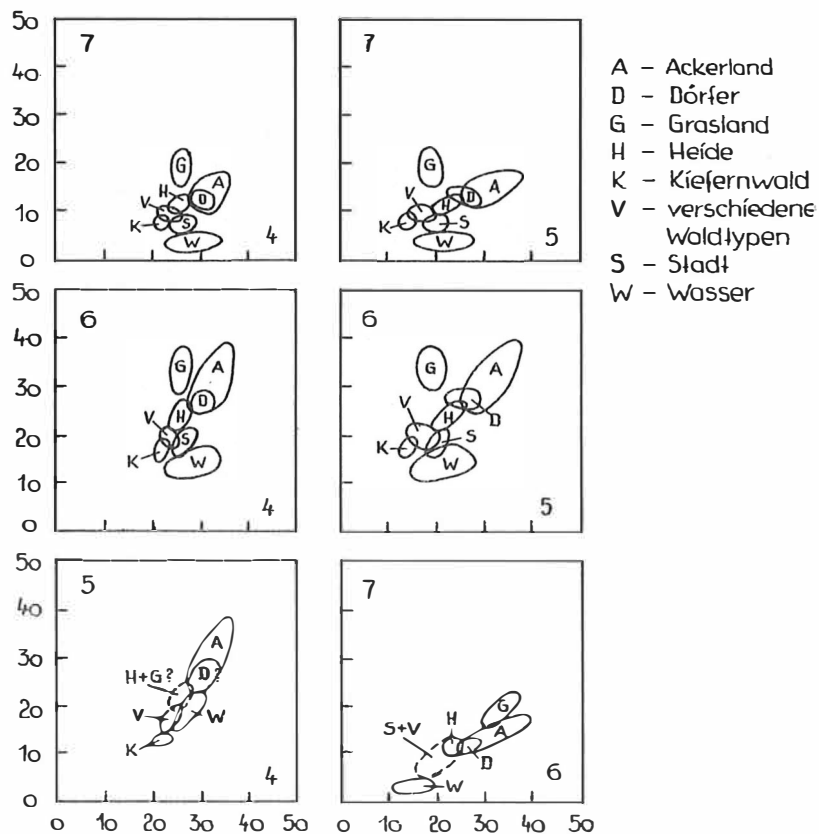 50
40
30
20
10
0
7
G
A
H
D
V
K
S
W
4
7
G
A
D
V
H
K
S
W
5
A – Ackerland
D – Dörfer
G – Grasland
H – Heide
K – Kiefernwald
V – verschiedene
Waldtypen
S – Stadt
W – Wasser
50
40
30
20
10
0
6
G
A
D
H
V
S
K
W
4
6
G
A
V
H
D
S
K
W
5
50
40
30
20
10
0
5
A
H+G?
D?
V
W
K
4
0 10 20 30 40 50
7
G
H
A
S+V
D
W
6
0 10 20 30 40 50